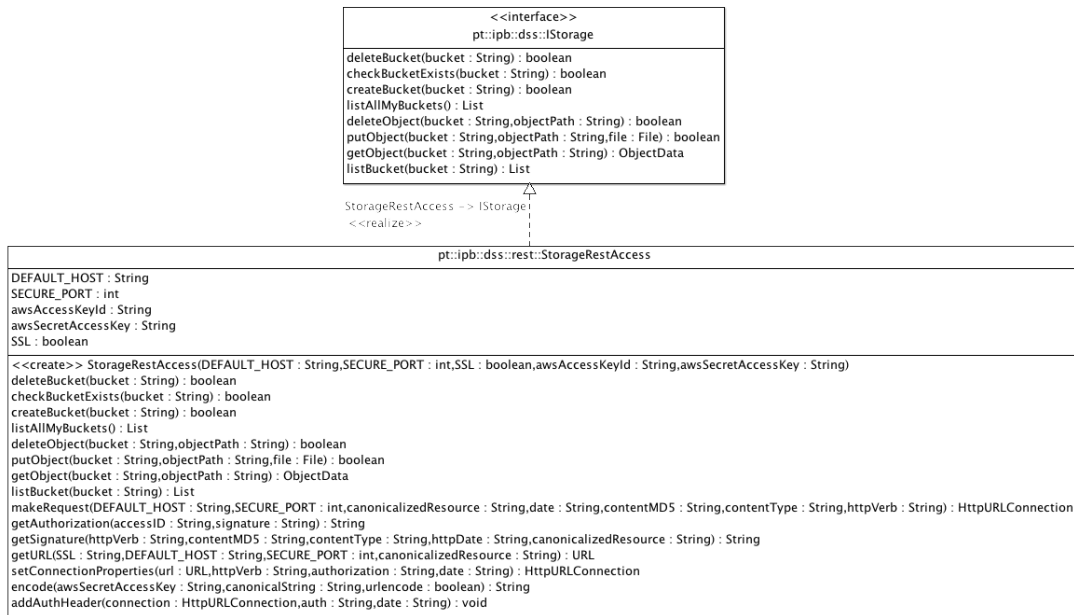 <<interface>>
pt::ipb::dss::IStorage
deleteBucket(bucket : String) : boolean
checkBucketExists(bucket : String) : boolean
createBucket(bucket : String) : boolean
listAllMyBuckets() : List
deleteObject(bucket : String,objectPath : String) : boolean
putObject(bucket : String,objectPath : String,file : File) : boolean
getObject(bucket : String,objectPath : String) : ObjectData
listBucket(bucket : String) : List
StorageRestAccess -> IStorage
<<realize>>
pt::ipb::dss::rest::StorageRestAccess
DEFAULT_HOST : String
SECURE_PORT : int
awsAccessKeyId : String
awsSecretAccessKey : String
SSL : boolean
<<create>> StorageRestAccess(DEFAULT_HOST : String,SECURE_PORT : int,SSL : boolean,awsAccessKeyId : String,awsSecretAccessKey : String)
deleteBucket(bucket : String) : boolean
checkBucketExists(bucket : String) : boolean
createBucket(bucket : String) : boolean
listAllMyBuckets() : List
deleteObject(bucket : String,objectPath : String) : boolean
putObject(bucket : String,objectPath : String,file : File) : boolean
getObject(bucket : String,objectPath : String) : ObjectData
listBucket(bucket : String) : List
makeRequest(DEFAULT_HOST : String,SECURE_PORT : int,canonicalizedResource : String,date : String,contentMD5 : String,contentType : String,httpVerb : String) : HttpURLConnection
getAuthorization(accessID : String,signature : String) : String
getSignature(httpVerb : String,contentMD5 : String,contentType : String,httpDate : String,canonicalizedResource : String) : String
getURL(SSL : String,DEFAULT_HOST : String,SECURE_PORT : int,canonicalizedResource : String) : URL
setConnectionProperties(url : URL,httpVerb : String,authorization : String,date : String) : HttpURLConnection
encode(awsSecretAccessKey : String,canonicalString : String,urlencode : boolean) : String
addAuthHeader(connection : HttpURLConnection,auth : String,date : String) : void